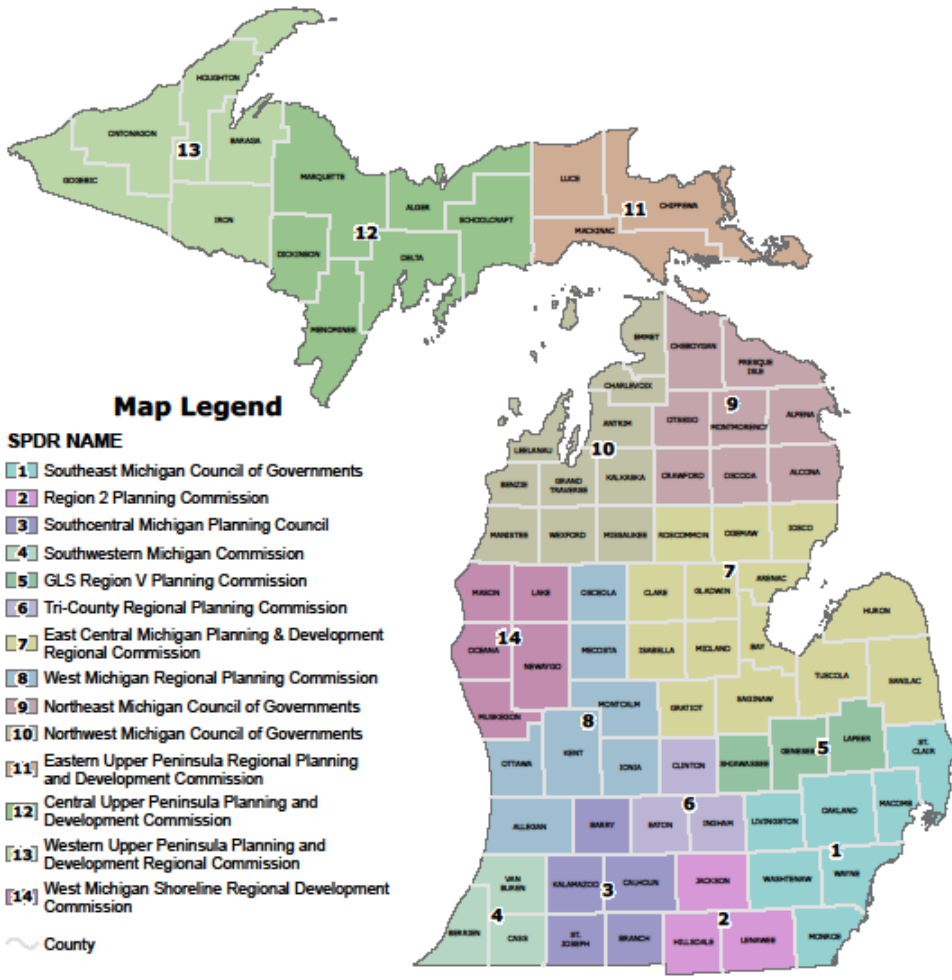 HOUGHTON
ONTONAGON
BARAGA
13
GOGEBIC
IRON
MARQUETTE
ALGER
SCHOOLCRAFT
12
DICKINSON
DELTA
MENOMINEE
LUCE
CHIPPEWA
11
MACKINAC
EMMET
CHEBOYGAN
PRESQUE
ISLE
CHARLEVOIX
9
ANTRIM
OTSEGO
MONTMORENCY
ALPENA
LEELANAU
10
BENZIE
GRAND
TRAVERSE
KALKASKA
CRAWFORD
OSCODA
ALCONA
MANISTEE
WEXFORD
MISSAUKEE
ROSCOMMON
OGEMAW
IOSCO
7
MASON
LAKE
OSCEOLA
CLARE
GLADWIN
ARENAC
HURON
14
OCEANA
NEWAYGO
MECOSTA
ISABELLA
MIDLAND
BAY
TUSCOLA
SANILAC
MUSKEGON
MONTCALM
GRATIOT
SAGINAW
8
OTTAWA
KENT
IONIA
CLINTON
SHIAWASSEE
GENESEE
5
LAPEER
ST.
CLAIR
ALLEGAN
BARRY
EATON
6
INGHAM
LIVINGSTON
OAKLAND
MACOMB
VAN
BUREN
KALAMAZOO
3
CALHOUN
JACKSON
WASHTENAW
WAYNE
1
BERRIEN
4
CASS
ST.
JOSEPH
BRANCH
HILLSDALE
2
LENAWEE
MONROE
Map Legend
SPDR NAME
1 Southeast Michigan Council of Governments
2 Region 2 Planning Commission
3 Southcentral Michigan Planning Council
4 Southwestern Michigan Commission
5 GLS Region V Planning Commission
6 Tri-County Regional Planning Commission
7 East Central Michigan Planning & Development
Regional Commission
8 West Michigan Regional Planning Commission
9 Northeast Michigan Council of Governments
10 Northwest Michigan Council of Governments
11 Eastern Upper Peninsula Regional Planning
and Development Commission
12 Central Upper Peninsula Planning and
Development Commission
13 Western Upper Peninsula Planning and
Development Regional Commission
14 West Michigan Shoreline Regional Development
Commission
County